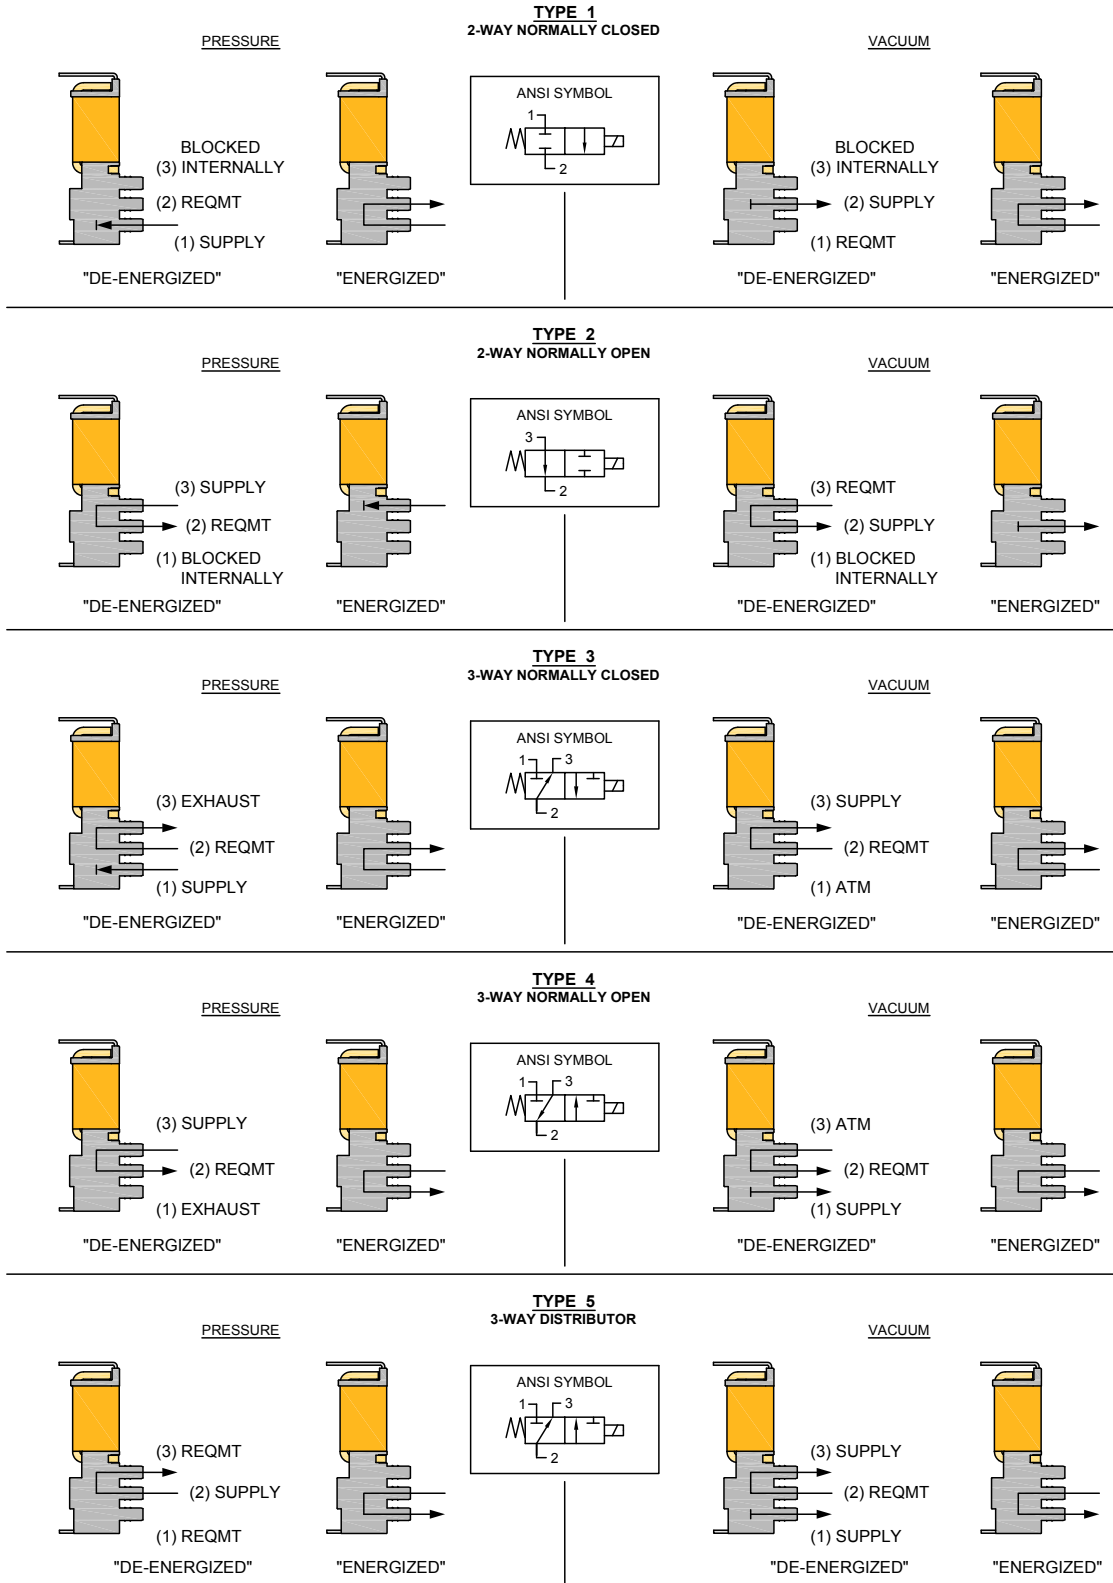 TYPE 1
2-WAY NORMALLY CLOSED
PRESSURE
VACUUM
ANSI SYMBOL
1
2
BLOCKED
(3) INTERNALLY
(2) REQMT
(1) SUPPLY
BLOCKED
(3) INTERNALLY
(2) SUPPLY
(1) REQMT
"DE-ENERGIZED"
"ENERGIZED"
"DE-ENERGIZED"
"ENERGIZED"
TYPE 2
2-WAY NORMALLY OPEN
PRESSURE
VACUUM
ANSI SYMBOL
3
2
(3) SUPPLY
(2) REQMT
(1) BLOCKED
INTERNALLY
(3) REQMT
(2) SUPPLY
(1) BLOCKED
INTERNALLY
"DE-ENERGIZED"
"ENERGIZED"
"DE-ENERGIZED"
"ENERGIZED"
TYPE 3
3-WAY NORMALLY CLOSED
PRESSURE
VACUUM
ANSI SYMBOL
1 3
2
(3) EXHAUST
(2) REQMT
(1) SUPPLY
(3) SUPPLY
(2) REQMT
(1) ATM
"DE-ENERGIZED"
"ENERGIZED"
"DE-ENERGIZED"
"ENERGIZED"
TYPE 4
3-WAY NORMALLY OPEN
PRESSURE
VACUUM
ANSI SYMBOL
1 3
2
(3) SUPPLY
(2) REQMT
(1) EXHAUST
(3) ATM
(2) REQMT
(1) SUPPLY
"DE-ENERGIZED"
"ENERGIZED"
"DE-ENERGIZED"
"ENERGIZED"
TYPE 5
3-WAY DISTRIBUTOR
PRESSURE
VACUUM
ANSI SYMBOL
1 3
2
(3) REQMT
(2) SUPPLY
(1) REQMT
(3) SUPPLY
(2) REQMT
(1) SUPPLY
"DE-ENERGIZED"
"ENERGIZED"
"DE-ENERGIZED"
"ENERGIZED"